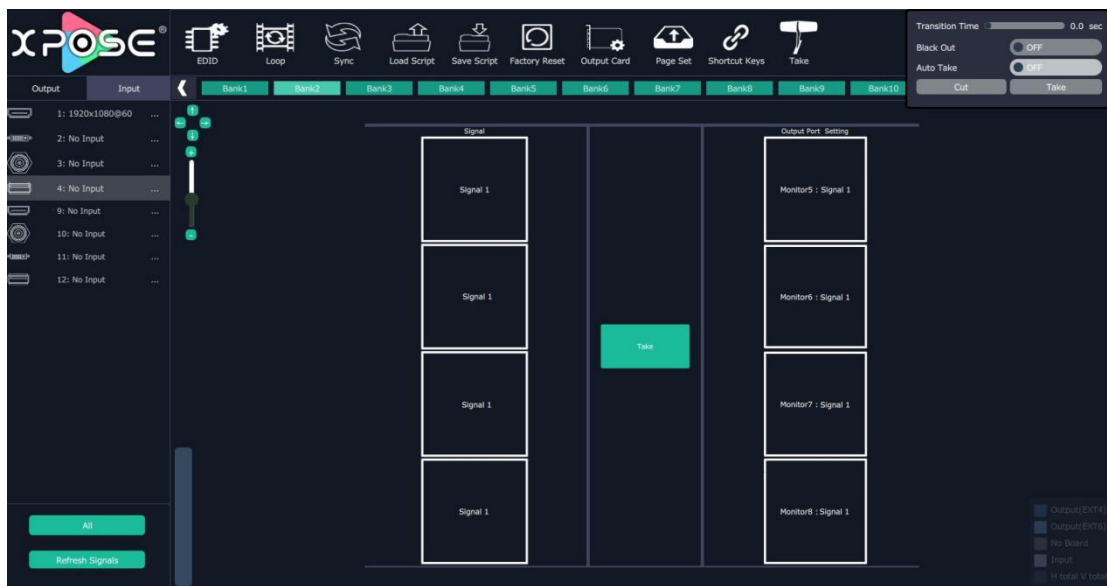 XPOSE®
EDID
Loop
Sync
Load Script
Save Script
Factory Reset
Output Card
Page Set
Shortcut Keys
Take
Transition Time 0.0 sec
Black Out OFF
Auto Take OFF
Cut Take
Output Input
Bank1 Bank2 Bank3 Bank4 Bank5 Bank6 Bank7 Bank8 Bank9 Bank10
1: 1920x1080@60 ...
2: No Input ...
3: No Input ...
4: No Input ...
9: No Input ...
10: No Input ...
11: No Input ...
12: No Input ...
All
Refresh Signals
Signal
Signal 1
Signal 1
Signal 1
Signal 1
Take
Output Port Setting
Monitor5 : Signal 1
Monitor6 : Signal 1
Monitor7 : Signal 1
Monitor8 : Signal 1
Output(EXT4)
Output(EXT6)
No Board
Input
H total V total